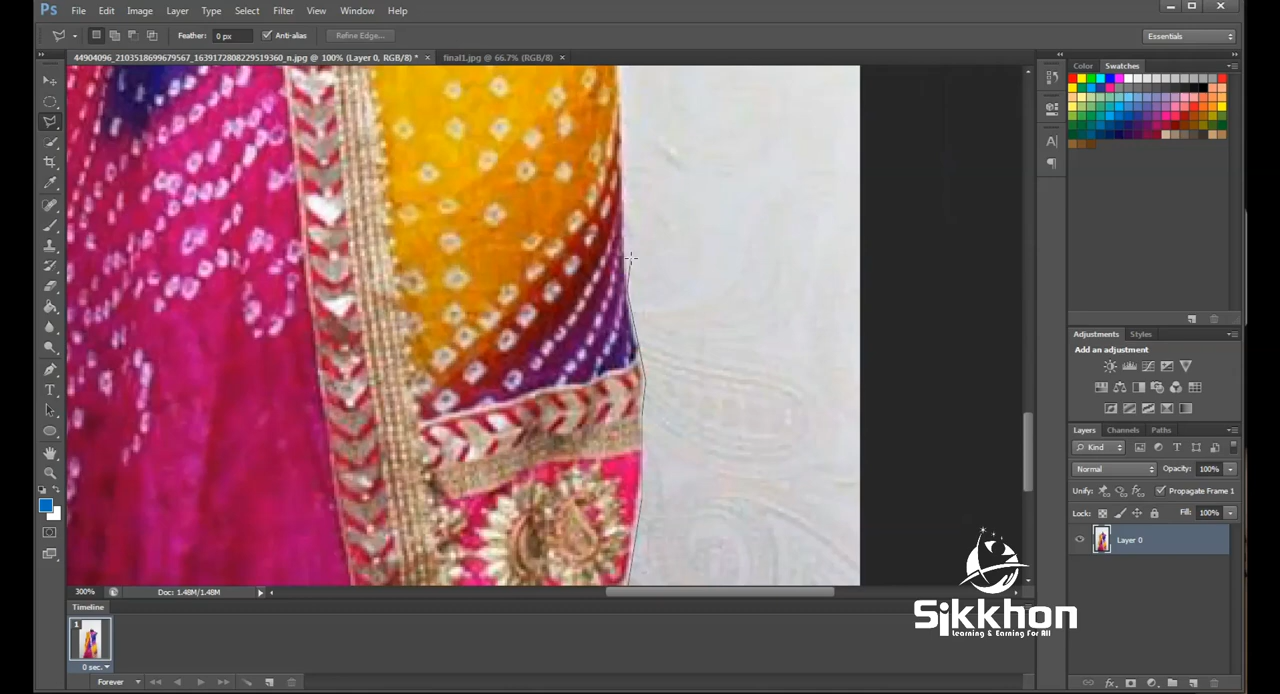 Ps File Edit Image Layer Type Select Filter View Window Help
Feather: 0 px Anti-alias Refine Edge... Essentials
44904096_2103518699679567_1639172808229519360_n.jpg @ 100% (Layer 0, RGB/8) * × final1.jpg @ 66.7% (RGB/8) ×
Color Swatches
Adjustments Styles
Add an adjustment
Layers Channels Paths
Kind
Normal Opacity: 100%
Unify: Propagate Frame 1
Lock: Fill: 100%
Layer 0
300% Doc: 1.48M/1.48M
Timeline
1
0 sec.
Forever
Sikkhon
Learning & Earning For All